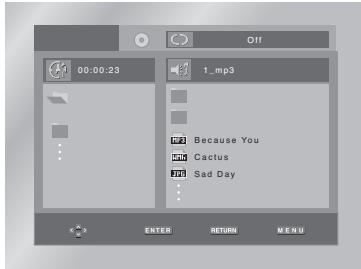 Off
00:00:23
1_mp3
MP3 Because You
WMA Cactus
JPG Sad Day
ENTER RETURN MENU